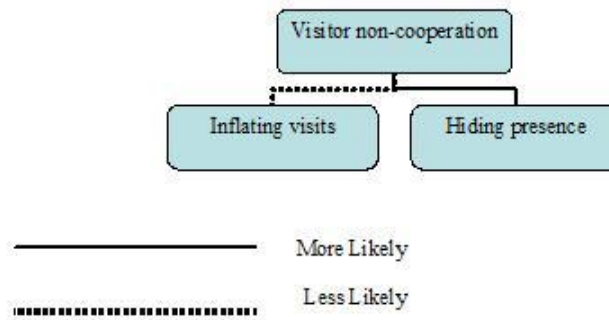 Visitor non-cooperation
Inflating visits
Hiding presence
More Likely
Less Likely